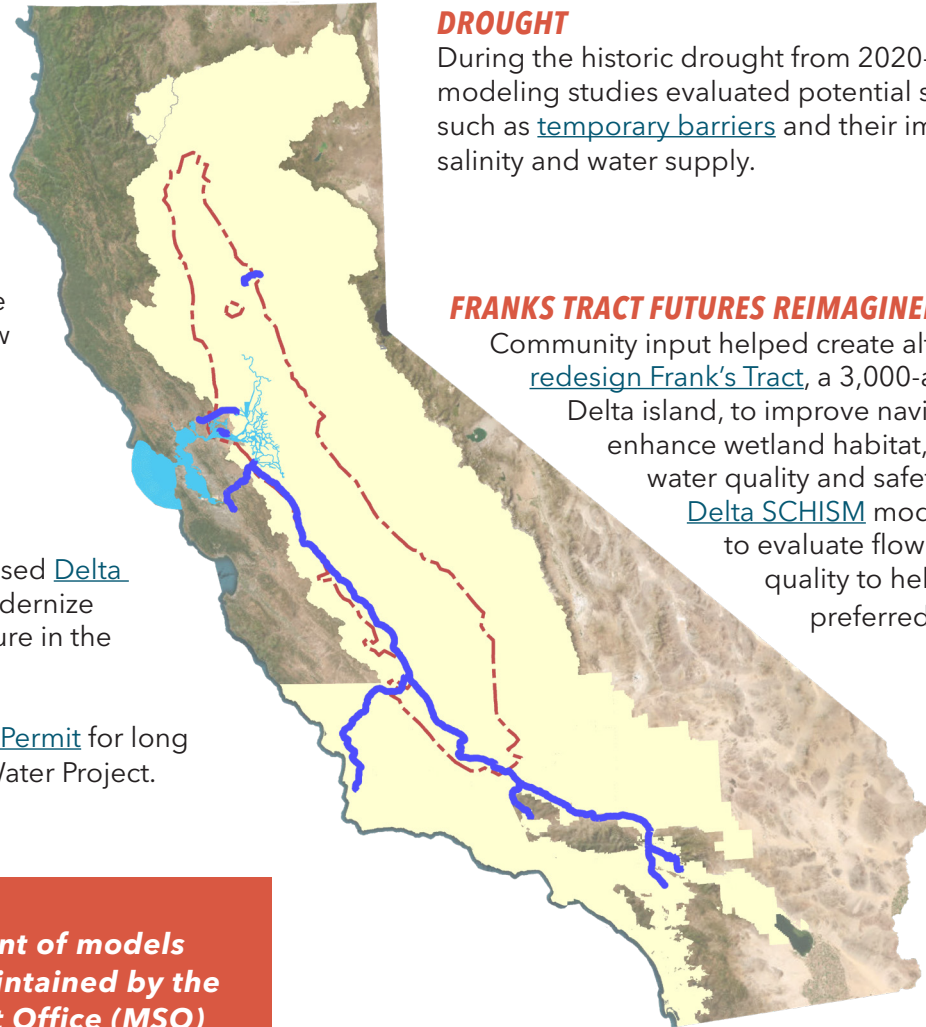 DROUGHT
During the historic drought from 2020-
modeling studies evaluated potential s
such as temporary barriers and their im
salinity and water supply.
e
w
FRANKS TRACT FUTURES REIMAGINE
Community input helped create alt
redesign Frank's Tract, a 3,000-a
Delta island, to improve navi
enhance wetland habitat,
water quality and safet
Delta SCHISM mod
to evaluate flow
quality to hel
preferred
sed Delta
dernize
ure in the
Permit for long
Water Project.
nt of models
intained by the
t Office (MSO)